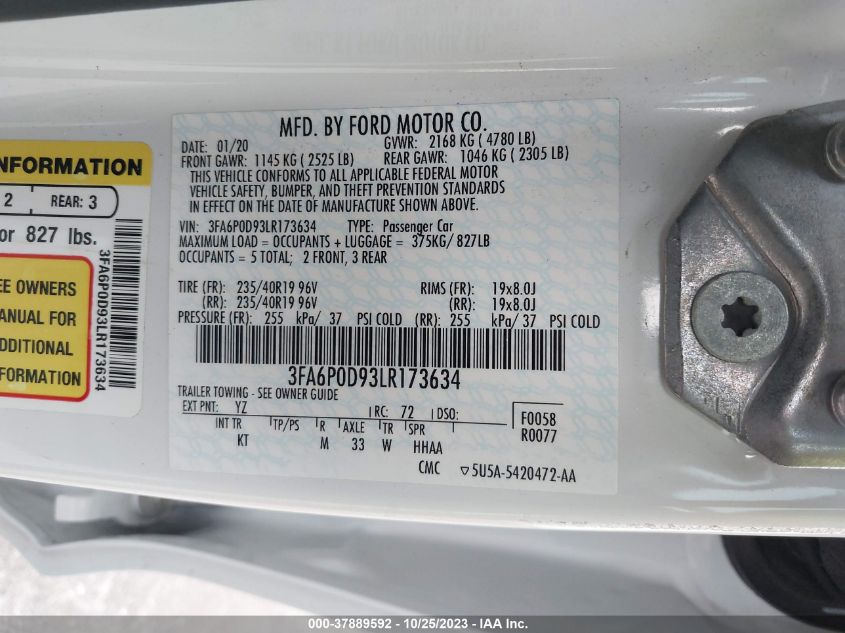 MFD. BY FORD MOTOR CO.
DATE: 01/20 GVWR: 2168 KG ( 4780 LB)
FRONT GAWR: 1145 KG ( 2525 LB) REAR GAWR: 1046 KG ( 2305LB)
THIS VEHICLE CONFORMS TO ALL APPLICABLE FEDERAL MOTOR
VEHICLE SAFETY, BUMPER, AND THEFT PREVENTION STANDARDS
IN EFFECT ON THE DATE OF MANUFACTURE SHOWN ABOVE.
VIN: 3FA6P0D93LR173634 TYPE: Passenger Car
MAXIMUM LOAD = OCCUPANTS + LUGGAGE = 375KG/ 827LB
OCCUPANTS = 5 TOTAL; 2 FRONT, 3 REAR
TIRE (FR): 235/40R19 96V RIMS (FR): 19x8.0J
(RR): 235/40R19 96V (RR): 19x8.0J
PRESSURE (FR): 255 kPa/ 37 PSI COLD (RR): 255 kPa/ 37 PSI COLD
3FA6P0D93LR173634
TRAILER TOWING - SEE OWNER GUIDE
EXT PNT: YZ RC: 72 DSO:
F0058
R0077
INT TR TP/PS R AXLE TR SPR
KT M 33 W HHAA
CMC 5U5A-5420472-AA
INFORMATION
2 REAR: 3
or 827 lbs.
EE OWNERS
ANUAL FOR
DDITIONAL
FORMATION
3FA6P0D93LR173634
000-37889592 - 10/25/2023 - IAA Inc.